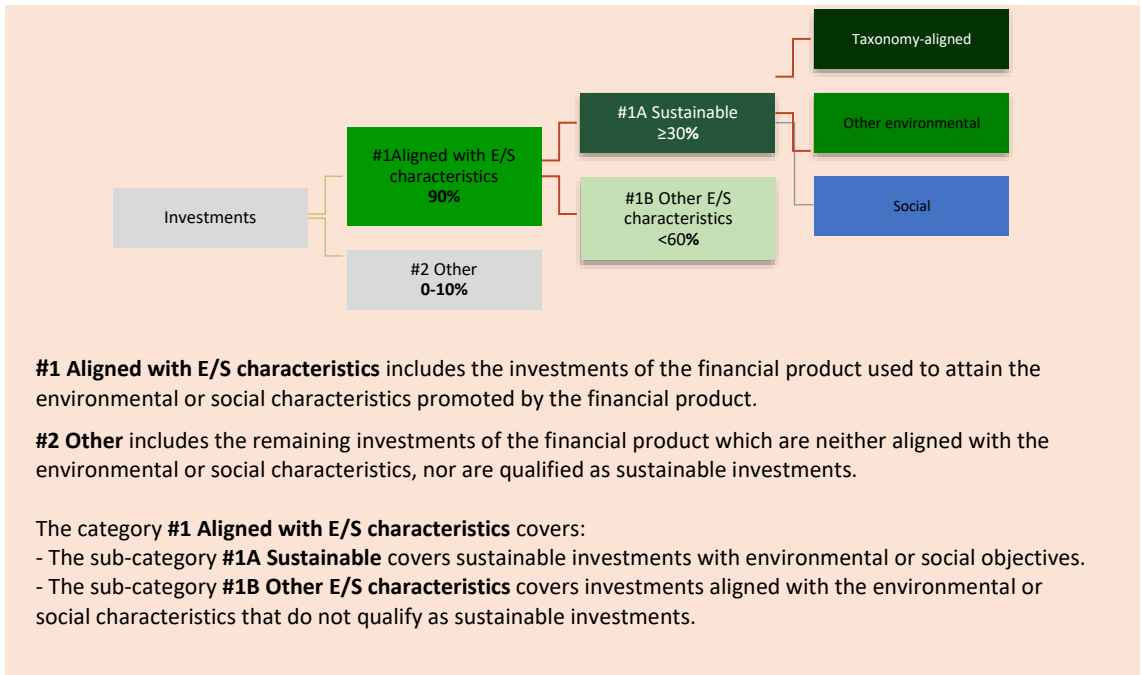 Taxonomy-aligned
#1A Sustainable
≥30%
Other environmental
#1Aligned with E/S
characteristics
90%
#1B Other E/S
characteristics
<60%
Investments
Social
#2 Other
0-10%
#1 Aligned with E/S characteristics includes the investments of the financial product used to attain the
environmental or social characteristics promoted by the financial product.
#2 Other includes the remaining investments of the financial product which are neither aligned with the
environmental or social characteristics, nor are qualified as sustainable investments.
The category #1 Aligned with E/S characteristics covers:
- The sub-category #1A Sustainable covers sustainable investments with environmental or social objectives.
- The sub-category #1B Other E/S characteristics covers investments aligned with the environmental or
social characteristics that do not qualify as sustainable investments.